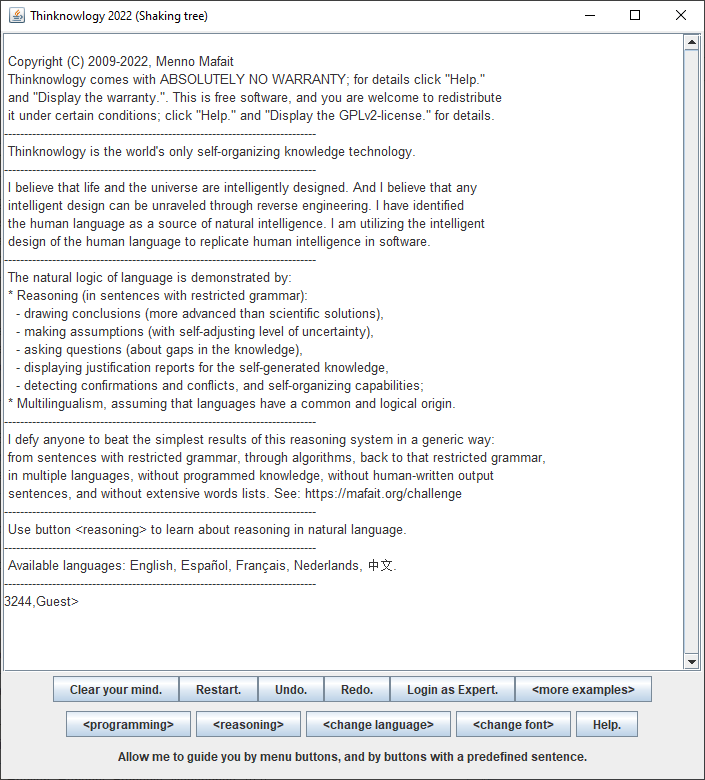 Thinknowlogy 2022 (Shaking tree)
Copyright (C) 2009-2022, Menno Mafait
Thinknowlogy comes with ABSOLUTELY NO WARRANTY; for details click "Help."
and "Display the warranty.". This is free software, and you are welcome to redistribute
it under certain conditions; click "Help." and "Display the GPLv2-license." for details.
Thinknowlogy is the world's only self-organizing knowledge technology.
I believe that life and the universe are intelligently designed. And I believe that any
intelligent design can be unraveled through reverse engineering. I have identified
the human language as a source of natural intelligence. I am utilizing the intelligent
design of the human language to replicate human intelligence in software.
The natural logic of language is demonstrated by:
* Reasoning (in sentences with restricted grammar):
- drawing conclusions (more advanced than scientific solutions),
- making assumptions (with self-adjusting level of uncertainty),
- asking questions (about gaps in the knowledge),
- displaying justification reports for the self-generated knowledge,
- detecting confirmations and conflicts, and self-organizing capabilities;
* Multilingualism, assuming that languages have a common and logical origin.
I defy anyone to beat the simplest results of this reasoning system in a generic way:
from sentences with restricted grammar, through algorithms, back to that restricted grammar,
in multiple languages, without programmed knowledge, without human-written output
sentences, and without extensive words lists. See: https://mafait.org/challenge
Use button <reasoning> to learn about reasoning in natural language.
Available languages: English, Español, Français, Nederlands, 中文.
3244,Guest>
Clear your mind. Restart. Undo. Redo. Login as Expert. <more examples>
<programming> <reasoning> <change language> <change font> Help.
Allow me to guide you by menu buttons, and by buttons with a predefined sentence.